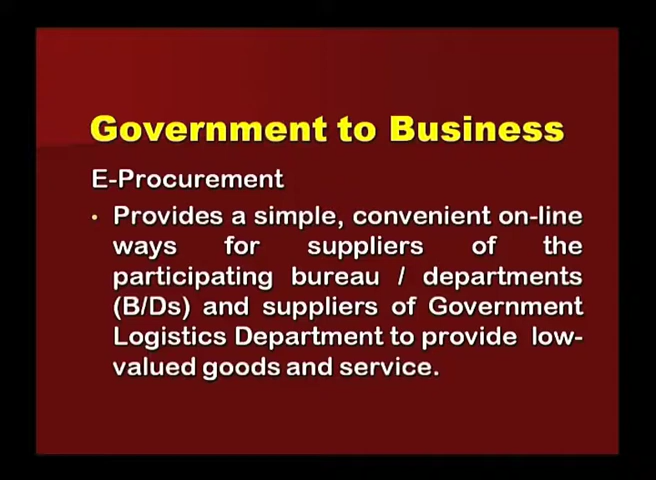 Government to Business
E-Procurement
• Provides a simple, convenient on-line
ways for suppliers of the
participating bureau / departments
(B/Ds) and suppliers of Government
Logistics Department to provide low-
valued goods and service.